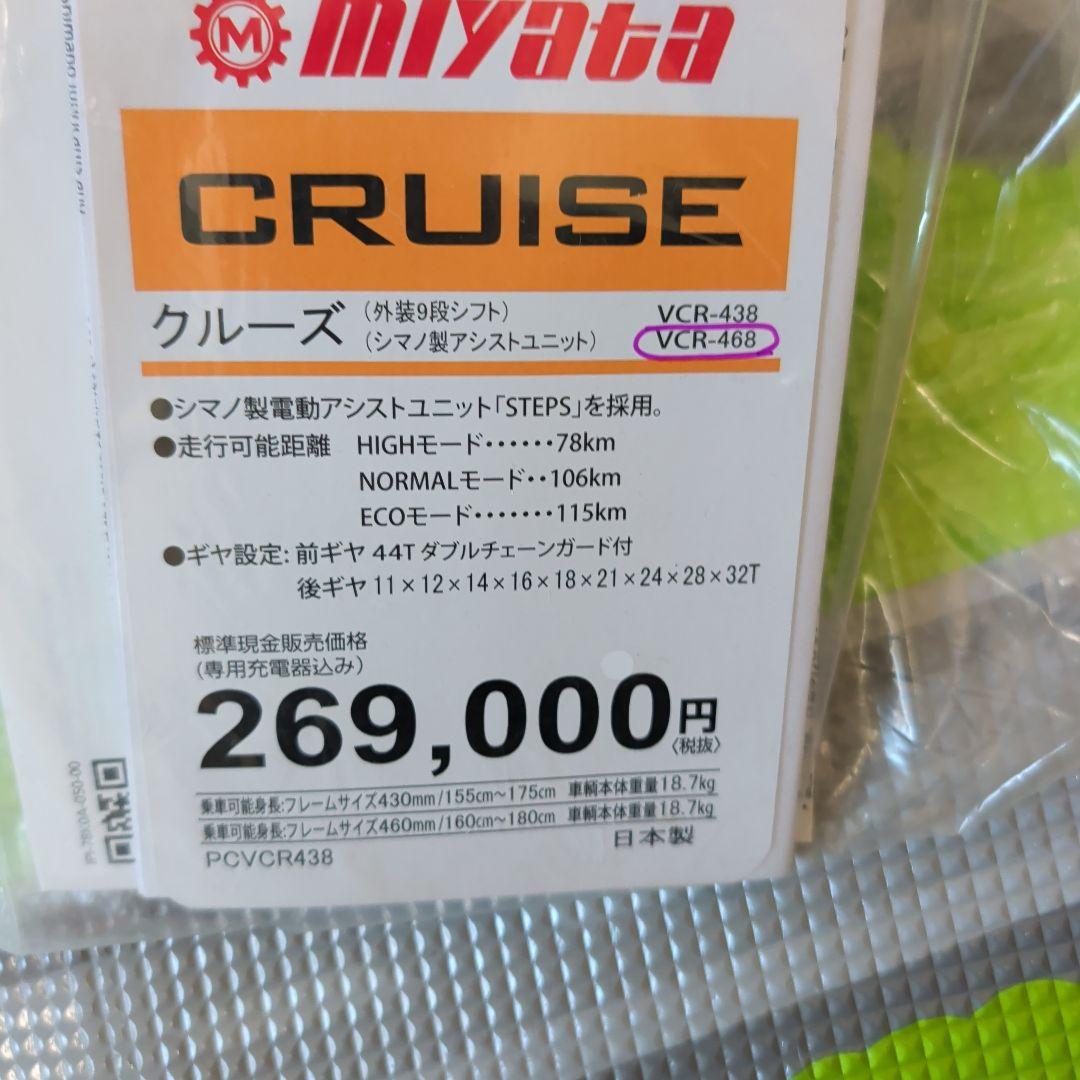 M miyata
CRUISE
クルーズ (外装9段シフト) VCR-438
(シマノ製アシストユニット) VCR-468
●シマノ製電動アシストユニット「STEPS」を採用。
●走行可能距離 HIGHモード・・・・・・78km
NORMALモード・・106km
ECOモード・・・・・・・115km
●ギヤ設定: 前ギヤ 44T ダブルチェーンガード付
後ギヤ 11×12×14×16×18×21×24×28×32T
標準現金販売価格
(専用充電器込み)
269,000円
〈税抜〉
乗車可能身長:フレームサイズ430mm/155cm〜175cm 車輌本体重量18.7kg
乗車可能身長:フレームサイズ460mm/160cm〜180cm 車輌本体重量18.7kg
日本製
PCVCR438